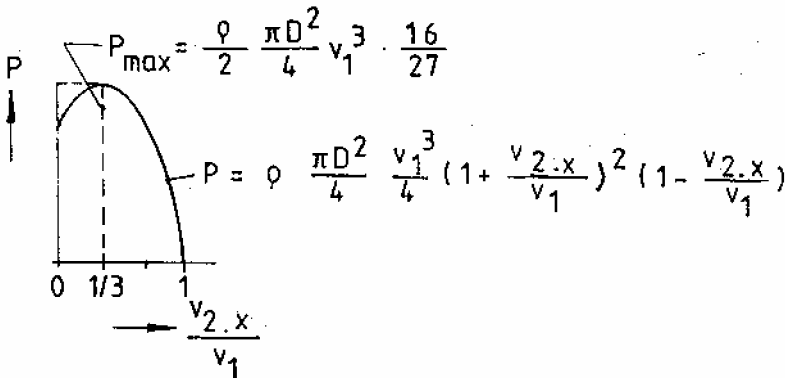 P_max = ρ/2 πD²/4 v₁³ · 16/27
P
P = ρ πD²/4 v₁³/4 (1 + v₂.ₓ/v₁)² (1 - v₂.ₓ/v₁)
0 1/3 1
v₂.ₓ/v₁